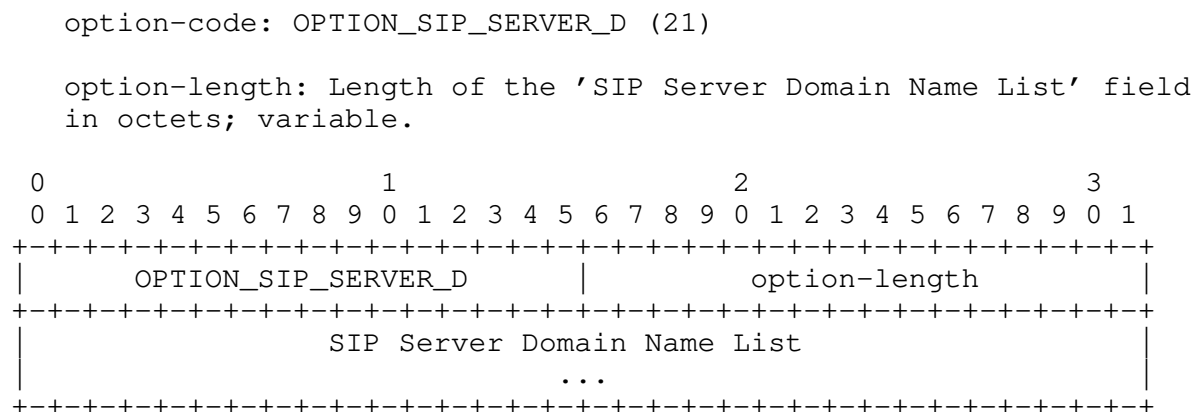 option-code: OPTION_SIP_SERVER_D (21)
option-length: Length of the 'SIP Server Domain Name List' field
in octets; variable.
0                   1                   2                   3
0 1 2 3 4 5 6 7 8 9 0 1 2 3 4 5 6 7 8 9 0 1 2 3 4 5 6 7 8 9 0 1
+-+-+-+-+-+-+-+-+-+-+-+-+-+-+-+-+-+-+-+-+-+-+-+-+-+-+-+-+-+-+-+-+
|      OPTION_SIP_SERVER_D      |         option-length         |
+-+-+-+-+-+-+-+-+-+-+-+-+-+-+-+-+-+-+-+-+-+-+-+-+-+-+-+-+-+-+-+-+
|                 SIP Server Domain Name List                   |
|                              ...                              |
+-+-+-+-+-+-+-+-+-+-+-+-+-+-+-+-+-+-+-+-+-+-+-+-+-+-+-+-+-+-+-+-+